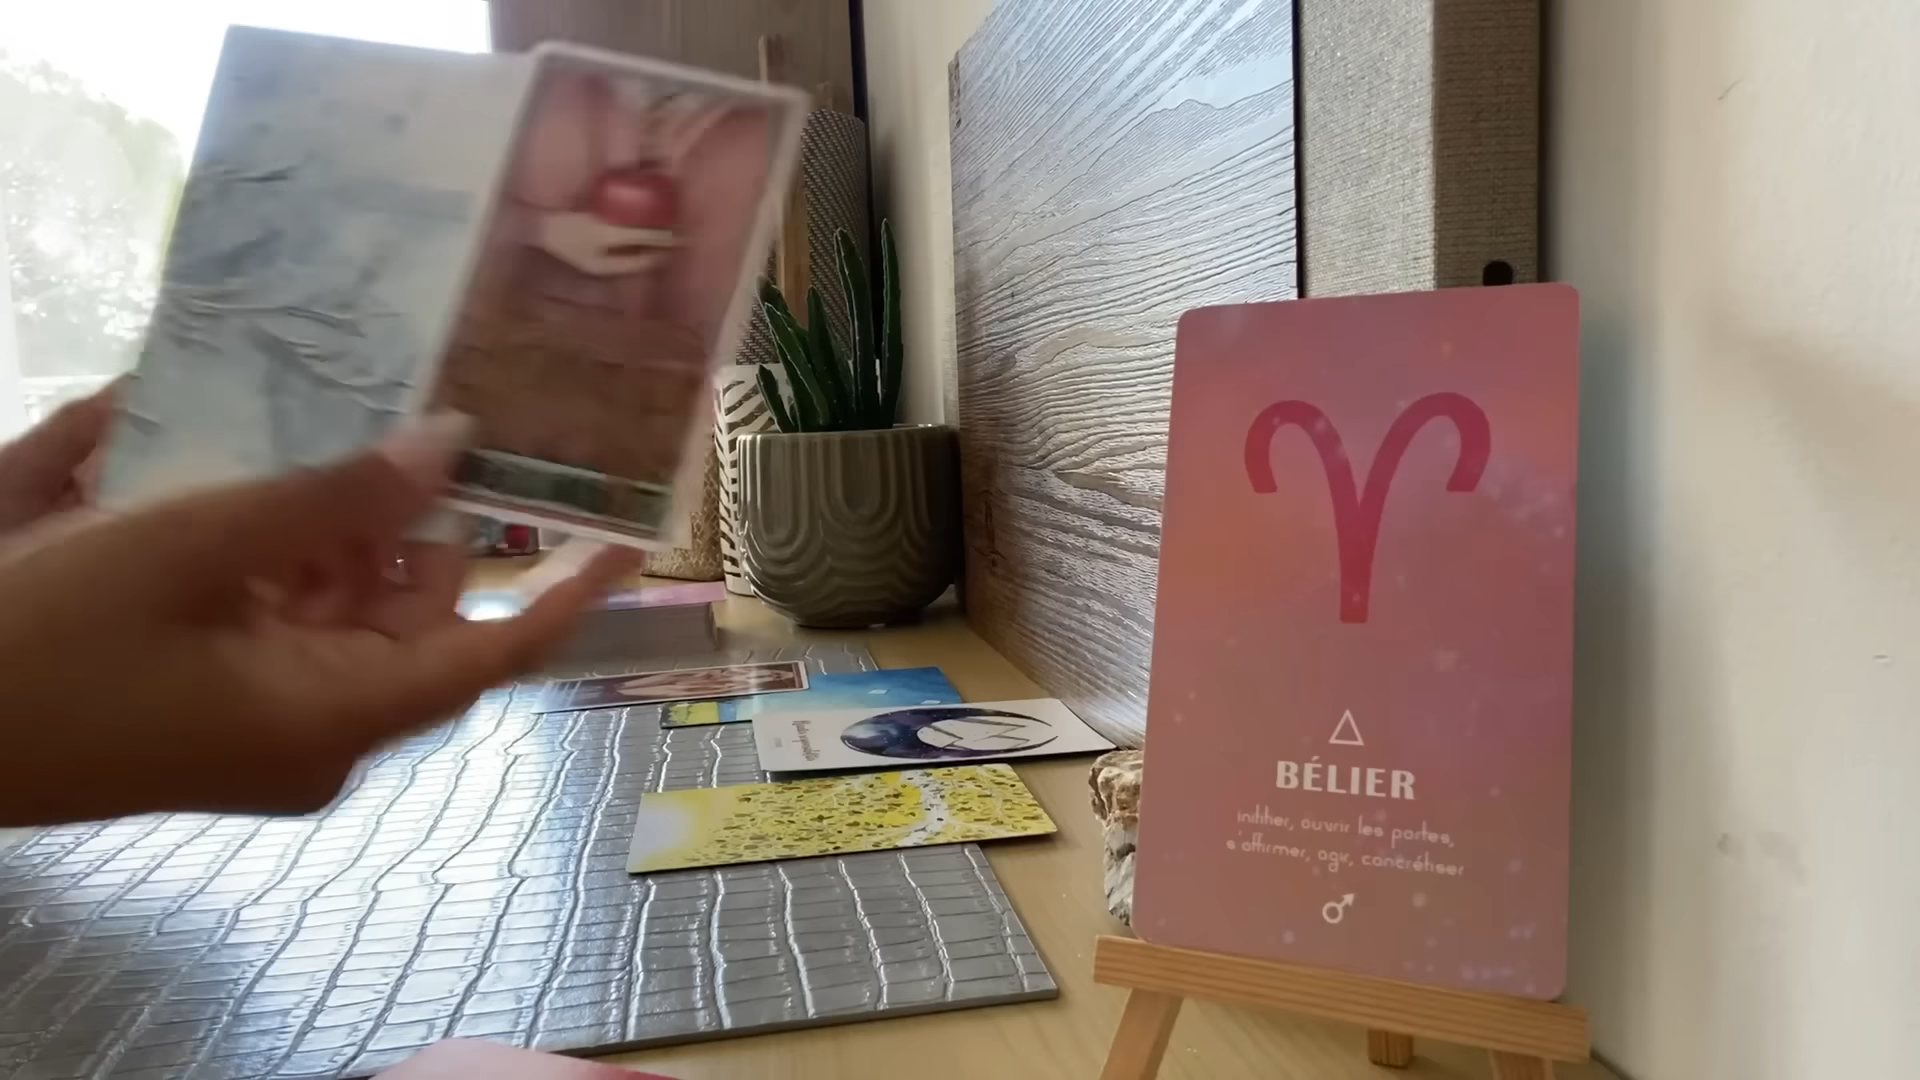 BÉLIER
initier, ouvrir les portes,
s'affirmer, agir, concrétiser